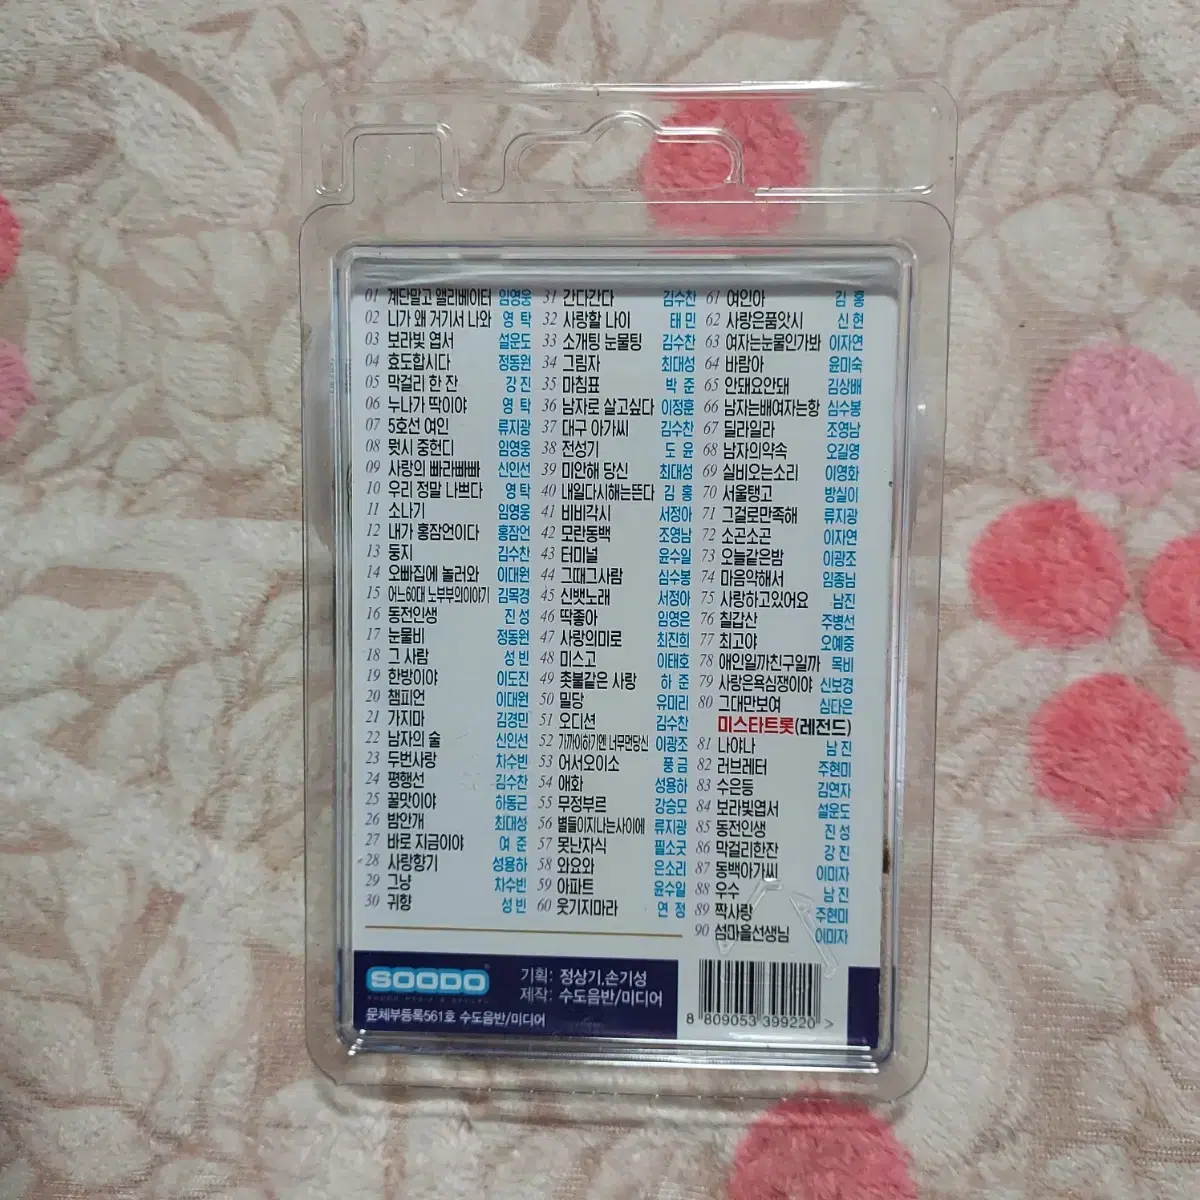 01 계단말고 앨리베이터 임영웅
02 니가 왜 거기서 나와 영 탁
03 보라빛 엽서 설운도
04 효도합시다 정동원
05 막걸리 한 잔 강 진
06 누나가 딱이야 영 탁
07 5호선 여인 류지광
08 뭣시 중헌디 임영웅
09 사랑의 빠라빠빠 신인선
10 우리 정말 나쁘다 영 탁
11 소나기 임영웅
12 내가 홍잠언이다 홍잠언
13 둥지 김수찬
14 오빠집에 놀러와 이대원
15 어느60대 노부부의이야기 김목경
16 동전인생 진 성
17 눈물비 정동원
18 그 사람 성 빈
19 한방이야 이도진
20 챔피언 이대원
21 가지마 김경민
22 남자의 술 신인선
23 두번사랑 차수빈
24 평행선 김수찬
25 꿀맛이야 하동근
26 밤안개 최대성
27 바로 지금이야 여 준
28 사랑향기 성용하
29 그냥 차수빈
30 귀향 성 빈
31 간다간다 김수찬
32 사랑할 나이 태 민
33 소개팅 눈물팅 김수찬
34 그림자 최대성
35 마침표 박 준
36 남자로 살고싶다 이정훈
37 대구 아가씨 김수찬
38 전성기 도 윤
39 미안해 당신 최대성
40 내일다시해는뜬다 김 홍
41 비비각시 서정아
42 모란동백 조영남
43 터미널 윤수일
44 그때그사람 심수봉
45 신뱃노래 서정아
46 딱좋아 임영은
47 사랑의미로 최진희
48 미스고 이태호
49 촛불같은 사랑 하 준
50 밀당 유미리
51 오디션 김수찬
52 가까이하기엔 너무먼당신 이광조
53 어서오이소 풍 금
54 애화 성용하
55 무정부르 강승모
56 별들이지나는사이에 류지광
57 못난자식 필소굿
58 와요와 은소리
59 아파트 윤수일
60 웃기지마라 연 정
61 여인아 김 홍
62 사랑은품앗시 신 현
63 여자는눈물인가봐 이자연
64 바람아 윤미숙
65 안돼요안돼 김상배
66 남자는배여자는항 심수봉
67 딜라일라 조영남
68 남자의약속 오길영
69 실비오는소리 이영화
70 서울탱고 방실이
71 그걸로만족해 류지광
72 소곤소곤 이자연
73 오늘같은밤 이광조
74 마음약해서 임종님
75 사랑하고있어요 남진
76 칠갑산 주병선
77 최고야 오예중
78 애인일까친구일까 목비
79 사랑은욕심쟁이야 신보경
80 그대만보여 심타은
미스타트롯(레전드)
81 나야나 남 진
82 러브레터 주현미
83 수은등 김연자
84 보라빛엽서 설운도
85 동전인생 진 성
86 막걸리한잔 강 진
87 동백아가씨 이미자
88 우수 남 진
89 짝사랑 주현미
90 섬마을선생님 이미자
SOODO
기획: 정상기.손기성
제작: 수도음반/미디어
문체부등록561호 수도음반/미디어
8 809053 399220 >